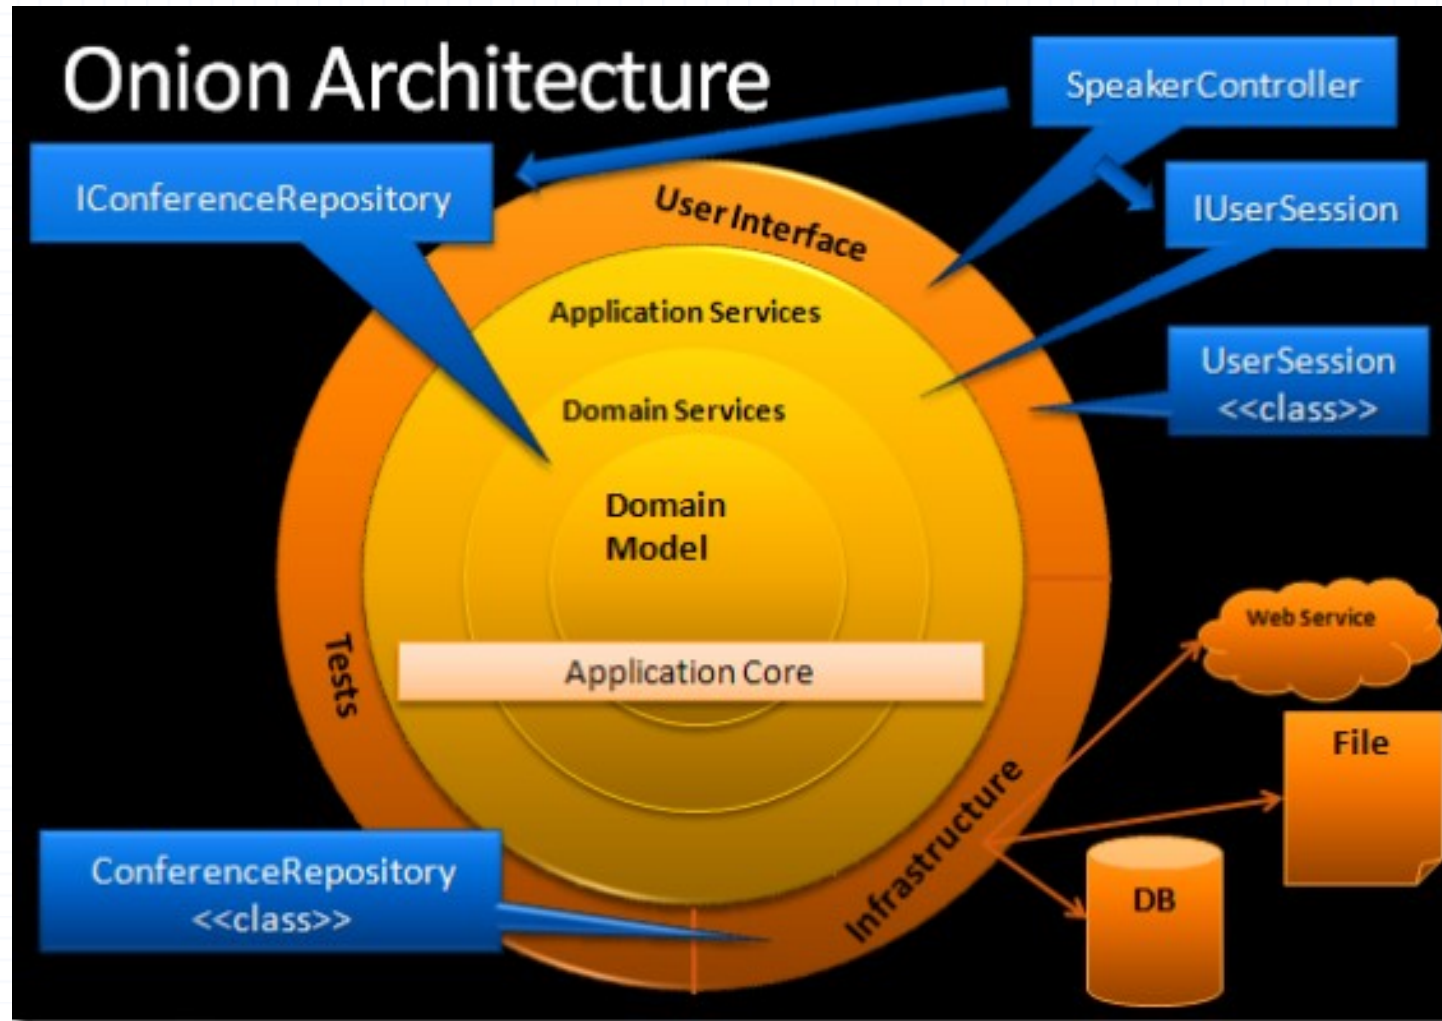 Onion Architecture
SpeakerController
IConferenceRepository
IUserSession
User Interface
Application Services
UserSession
<<class>>
Domain Services
Domain
Model
Web Service
Tests
Application Core
File
Infrastructure
ConferenceRepository
<<class>>
DB